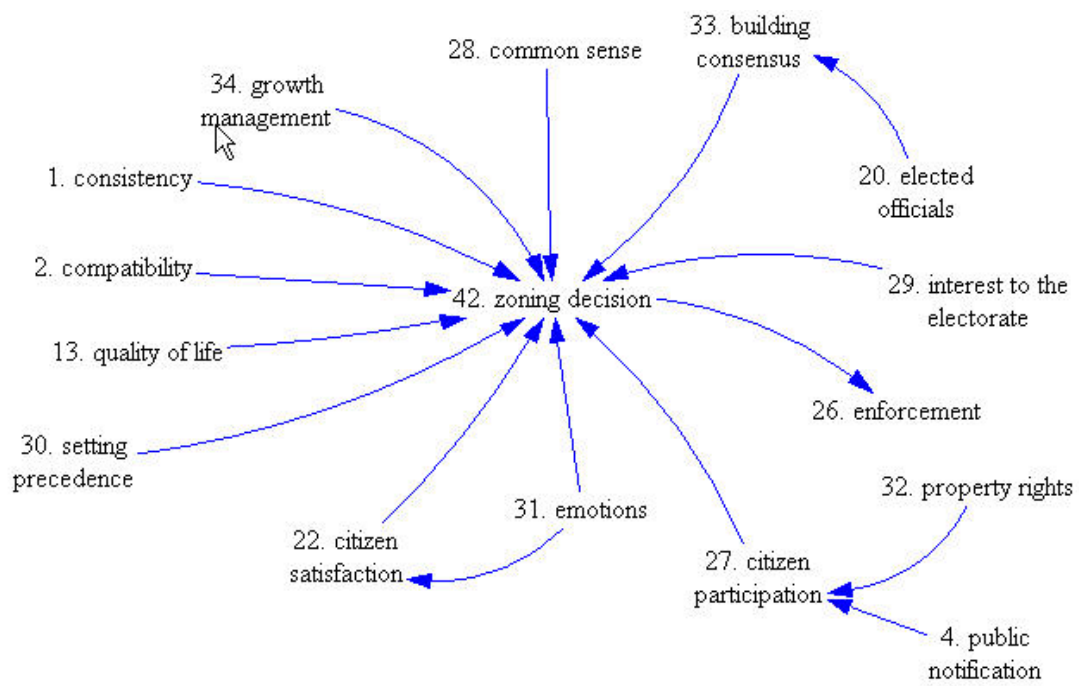 33. building
consensus
28. common sense
34. growth
management
1. consistency
20. elected
officials
2. compatibility
29. interest to the
electorate
42. zoning decision
13. quality of life
26. enforcement
30. setting
precedence
32. property rights
31. emotions
22. citizen
satisfaction
27. citizen
participation
4. public
notification